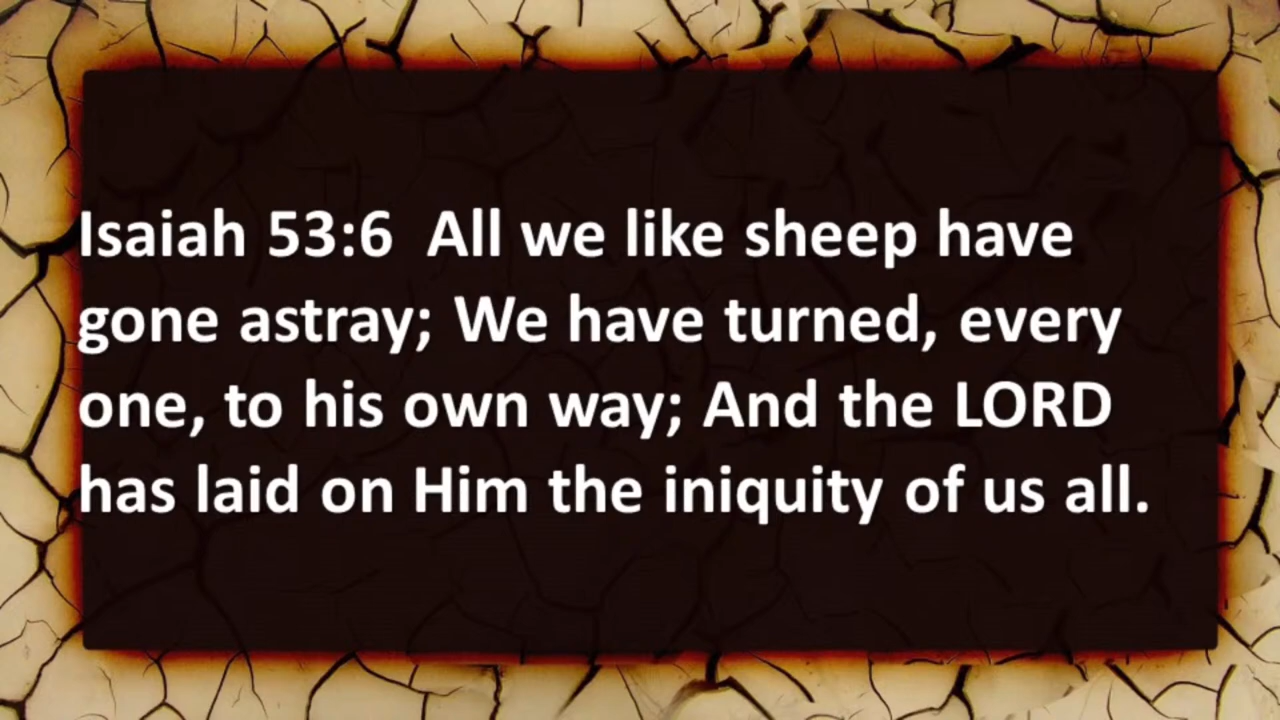 Isaiah 53:6  All we like sheep have
gone astray; We have turned, every
one, to his own way; And the LORD
has laid on Him the iniquity of us all.